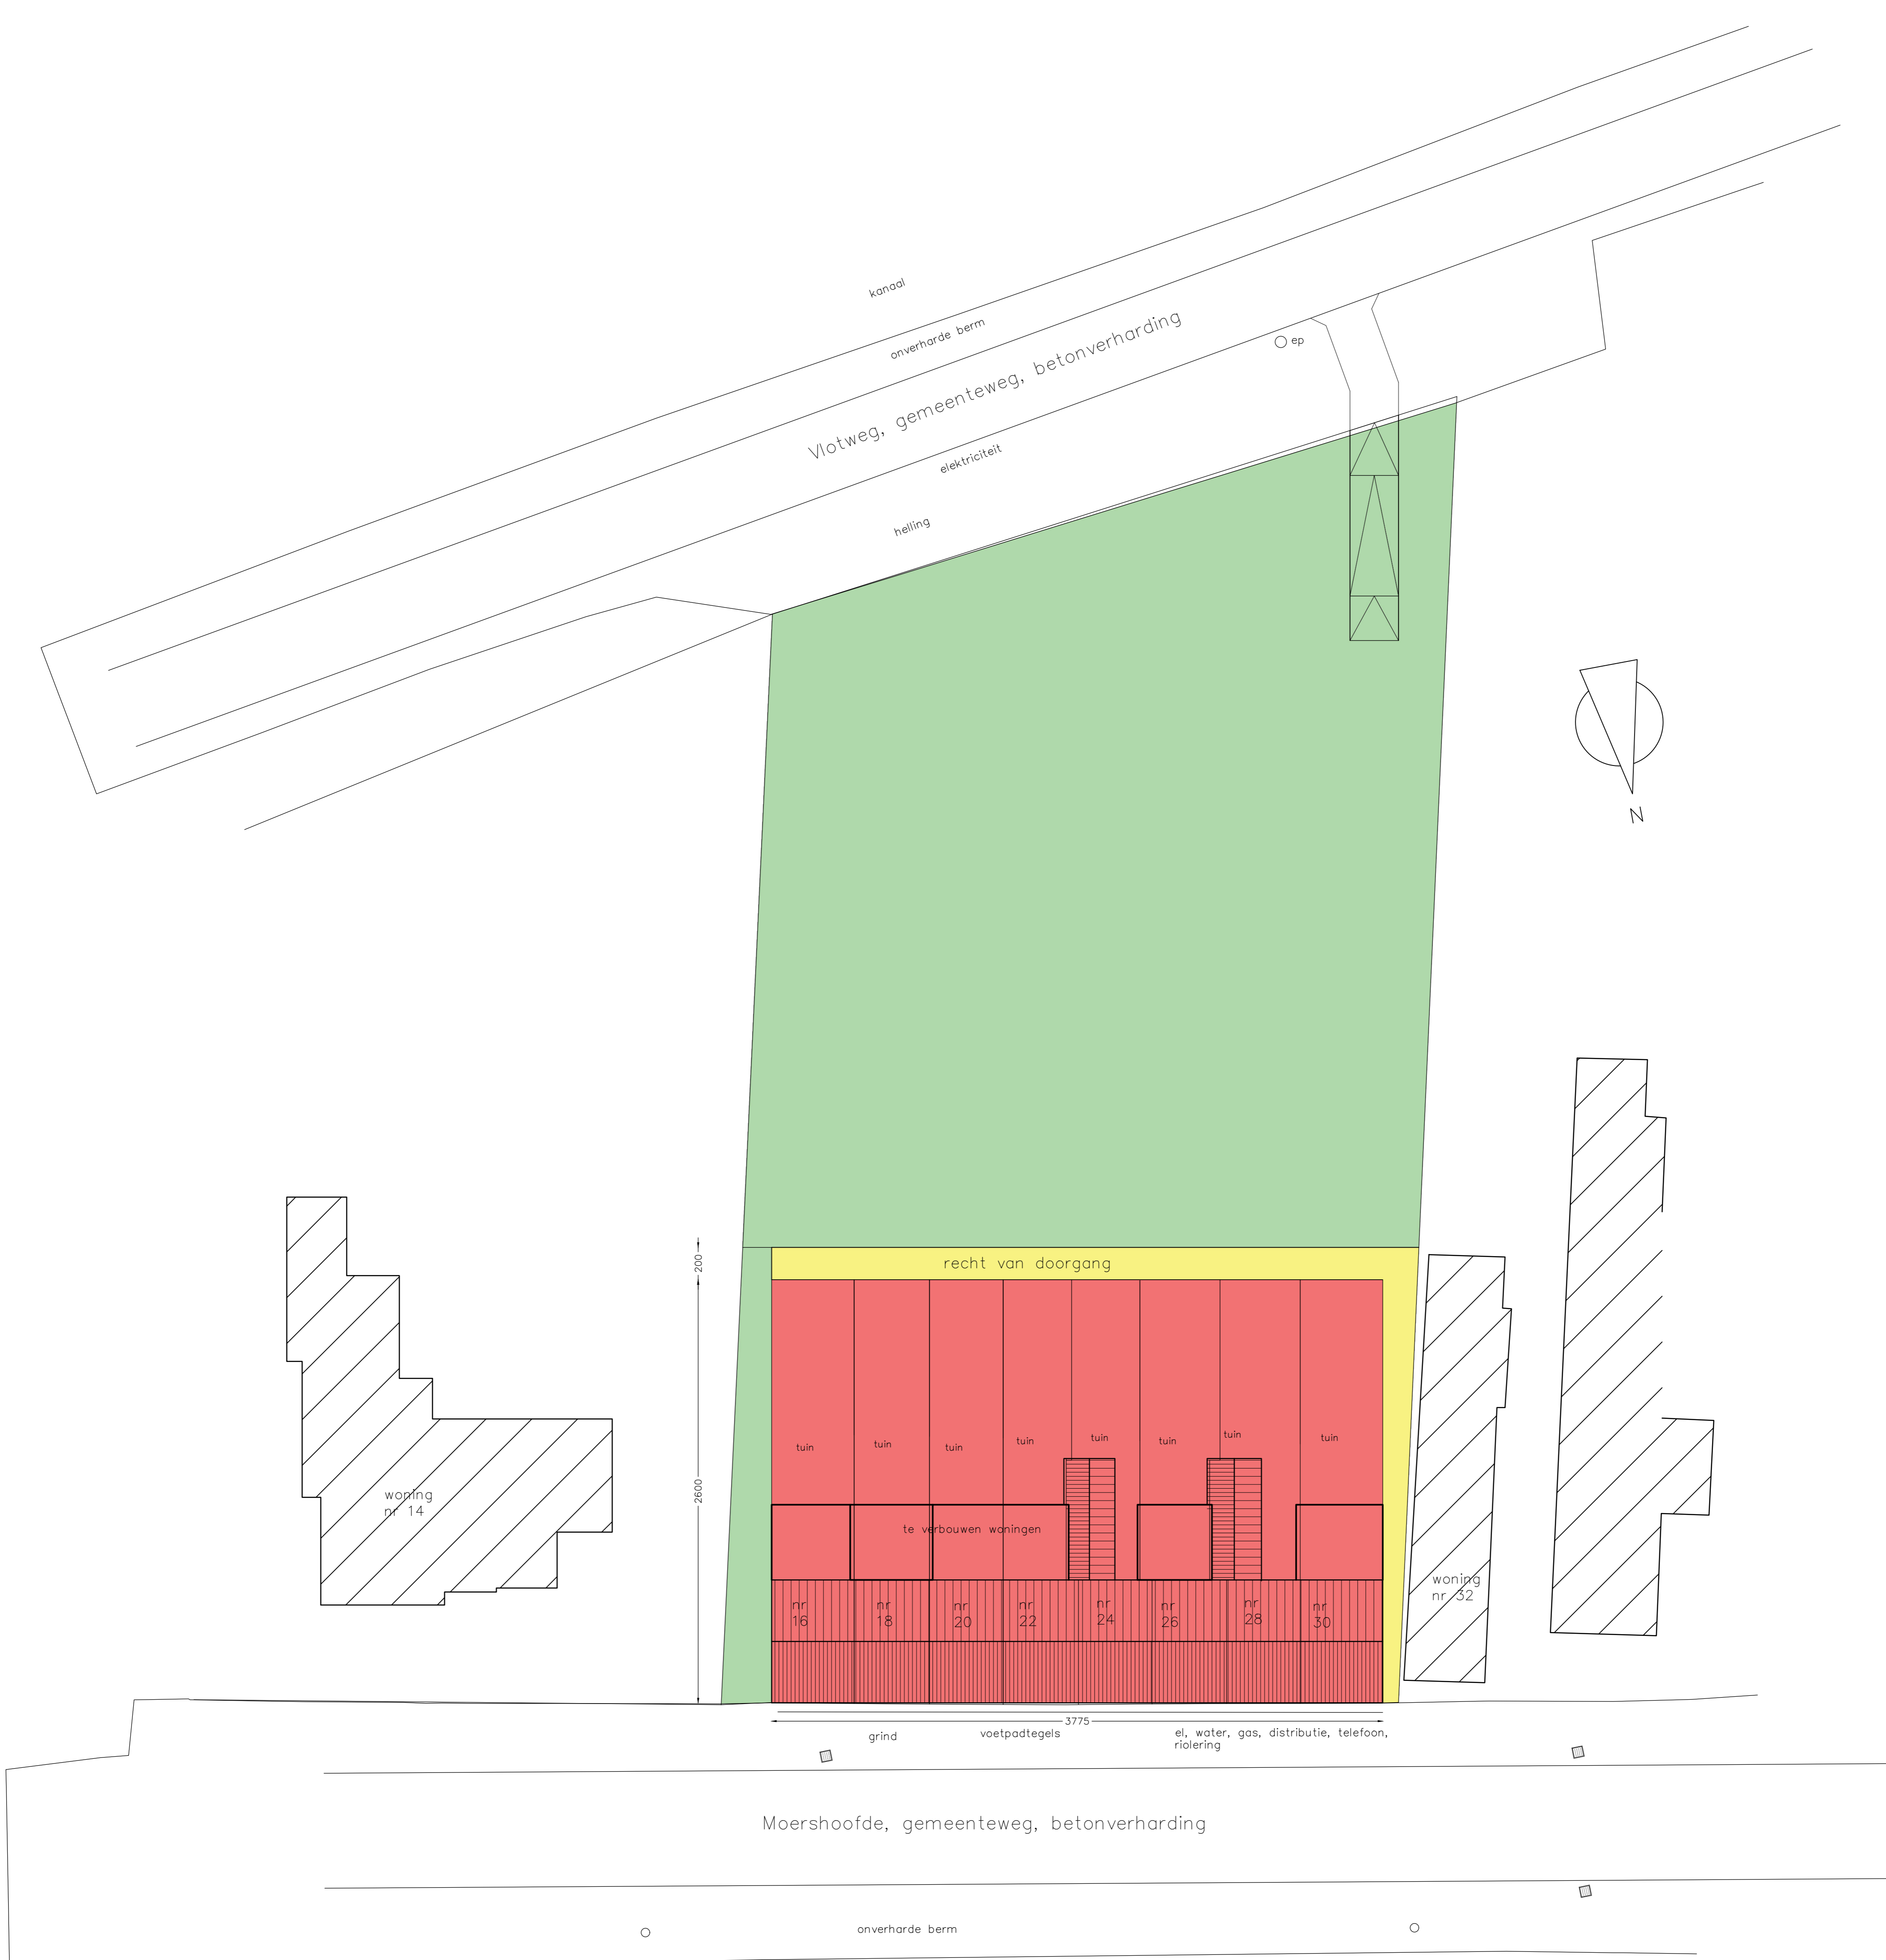 kanaal
onverharde berm
Vlotweg, gemeenteweg, betonverharding
ep
elektriciteit
helling
N
200
recht van doorgang
2600
tuin
tuin
tuin
tuin
tuin
tuin
tuin
tuin
woning
nr 14
te verbouwen woningen
woning
nr 32
nr
16
nr
18
nr
20
nr
22
nr
24
nr
26
nr
28
nr
30
3775
grind
voetpadtegels
el, water, gas, distributie, telefoon,
riolering
Moershoofde, gemeenteweg, betonverharding
onverharde berm